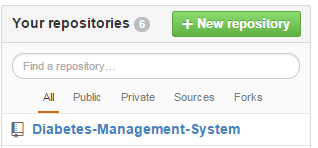 Your repositories 6 + New repository
Find a repository...
All Public Private Sources Forks
Diabetes-Management-System